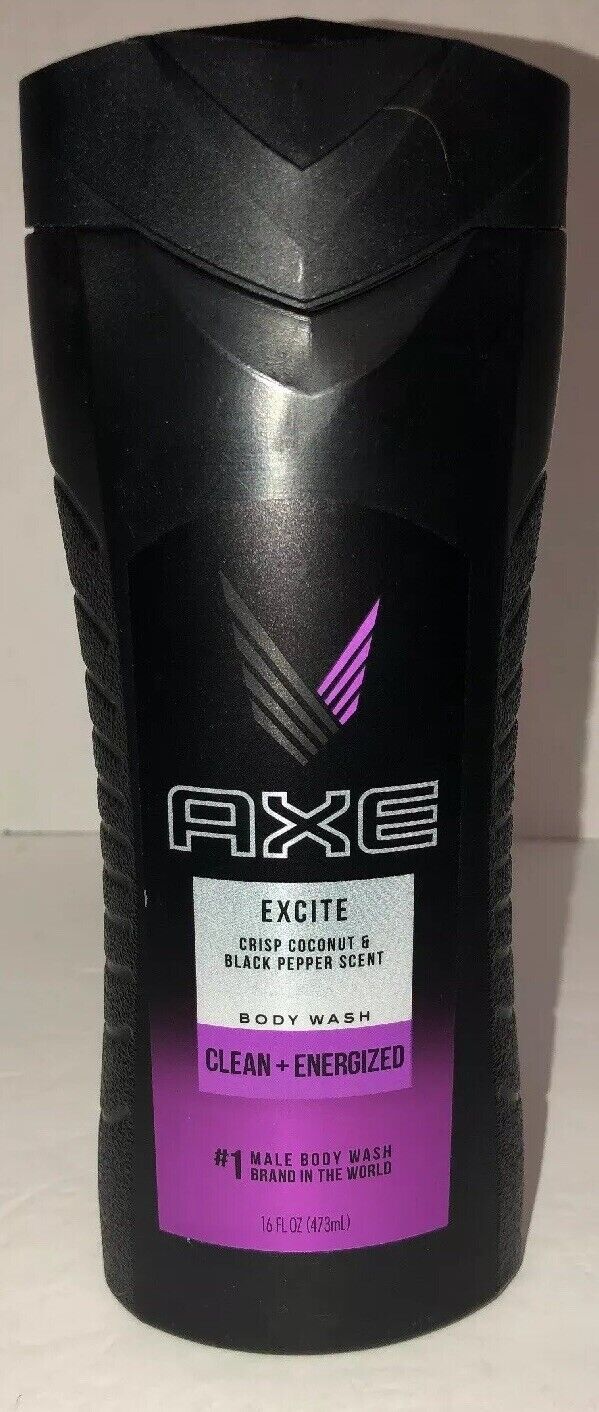 AXE
EXCITE
CRISP COCONUT &
BLACK PEPPER SCENT
BODY WASH
CLEAN + ENERGIZED
#1 MALE BODY WASH
BRAND IN THE WORLD
16 FL OZ (473mL)